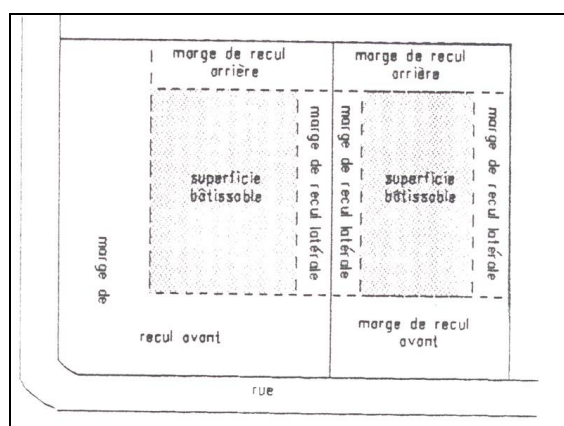 marge de recul
arrière
marge de recul
arrière
superficie
bâtissable
marge de recul latérale
marge de recul latérale
superficie
bâtissable
marge de recul latérale
marge de
recul avant
marge de recul
avant
rue